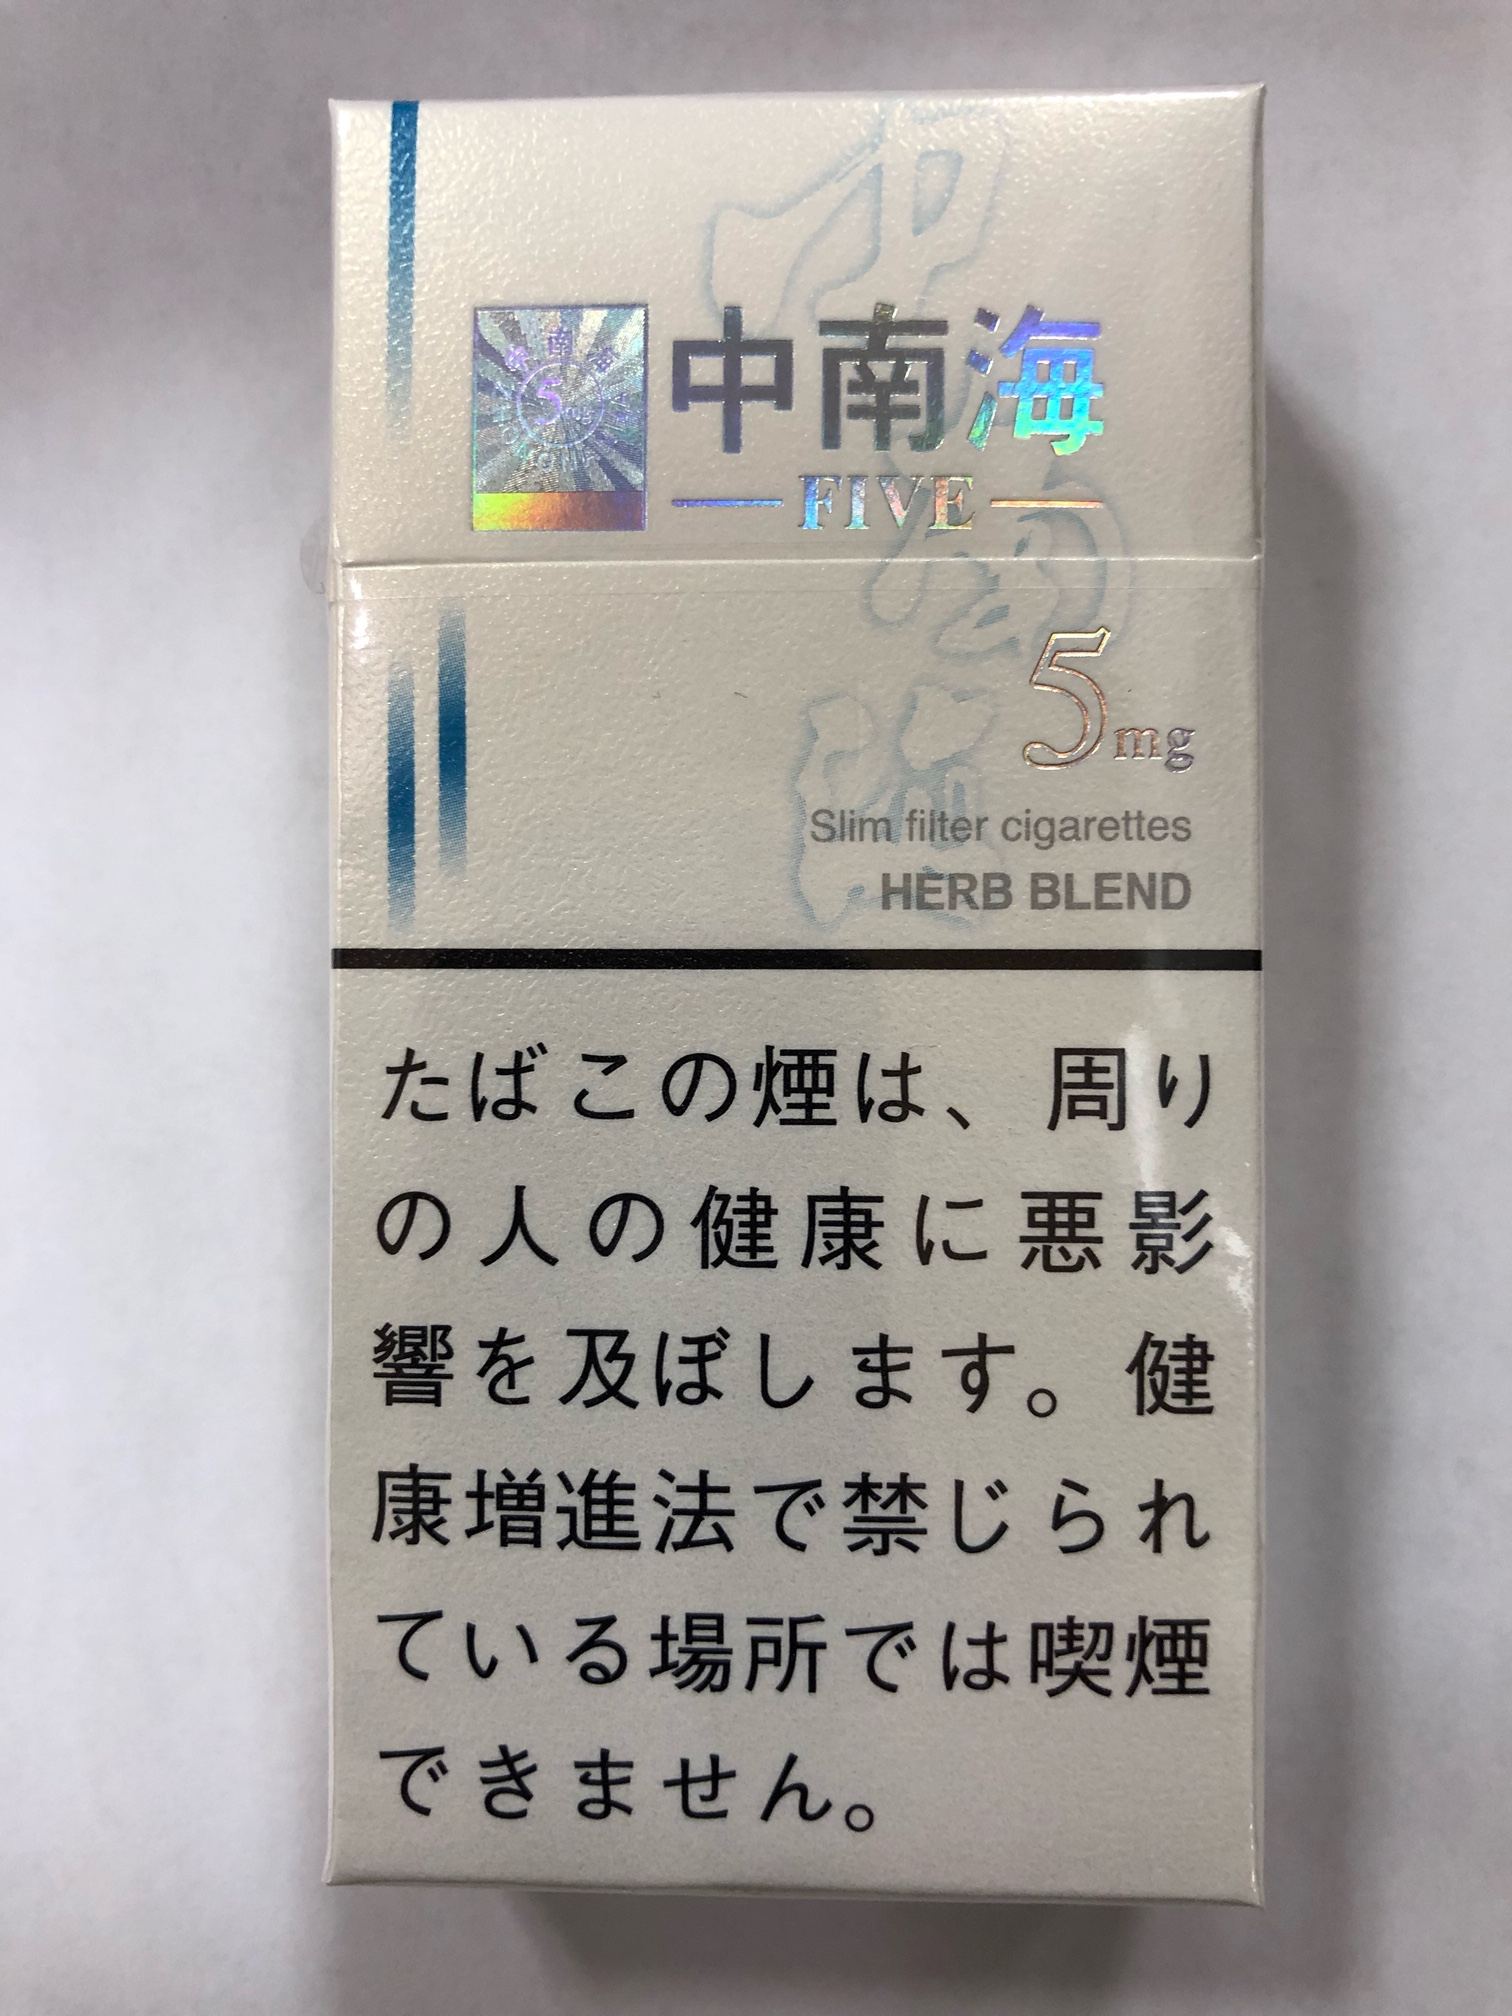 中南海
FIVE
5mg
Slim filter cigarettes
HERB BLEND
たばこの煙は、周り
の人の健康に悪影
響を及ぼします。健
康増進法で禁じられ
ている場所では喫煙
できません。